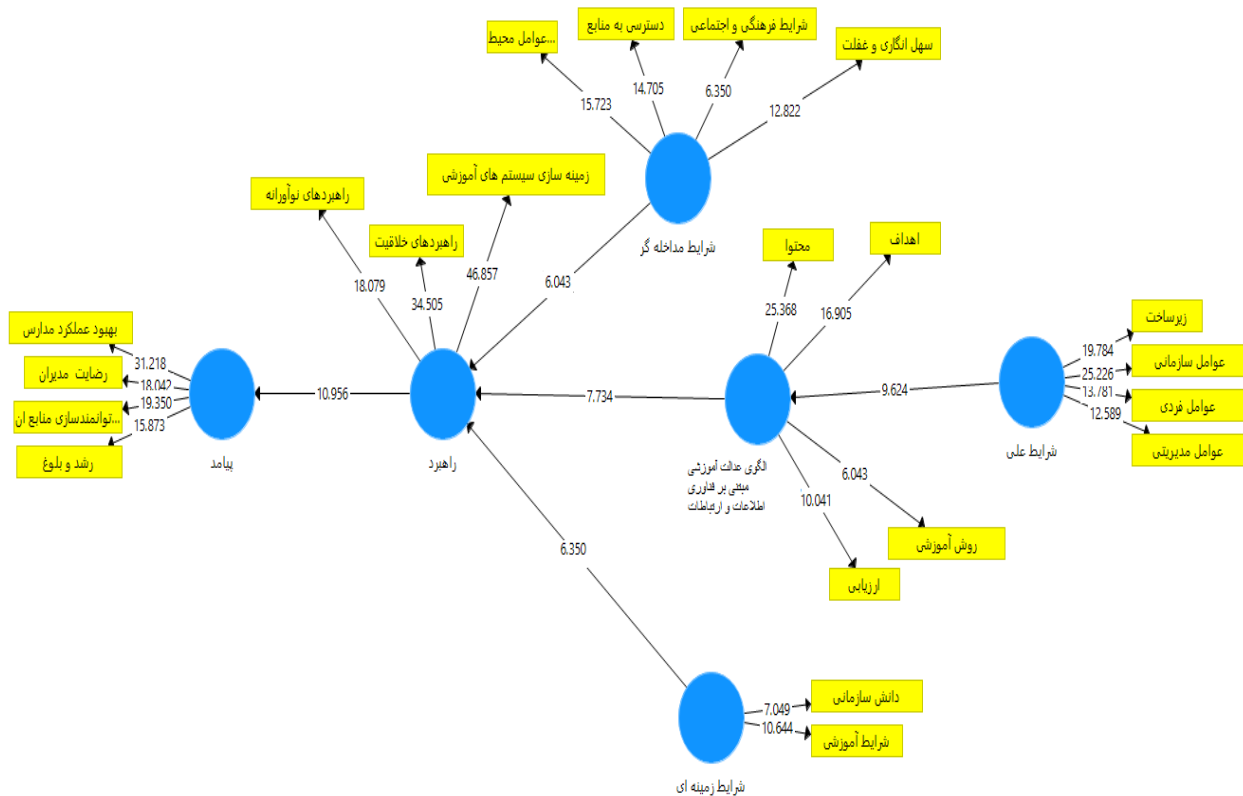 شرایط فرهنگی و اجتماعی
دسترسی به منابع
عوامل محیط...
سهل انگاری و غفلت
15.723
14.705
6.350
12.822
شرایط مداخله گر
زمینه سازی سیستم های آموزشی
راهبردهای نوآورانه
راهبردهای خلاقیت
18.079
34.505
46.857
6.043
اهداف
محتوا
25.368
16.905
زیرساخت
عوامل سازمانی
عوامل فردی
عوامل مدیریتی
19.784
25.226
13.781
12.589
شرایط علی
9.624
الگوی عدالت آموزشی
مبتنی بر فناوری
اطلاعات و ارتباطات
7.734
10.041
6.043
روش آموزشی
ارزیابی
راهبرد
10.956
پیامد
بهبود عملکرد مدارس
رضایت مدیران
توانمندسازی منابع ان...
رشد و بلوغ
31.218
18.042
19.350
15.873
6.350
دانش سازمانی
شرایط آموزشی
7.049
10.644
شرایط زمینه ای